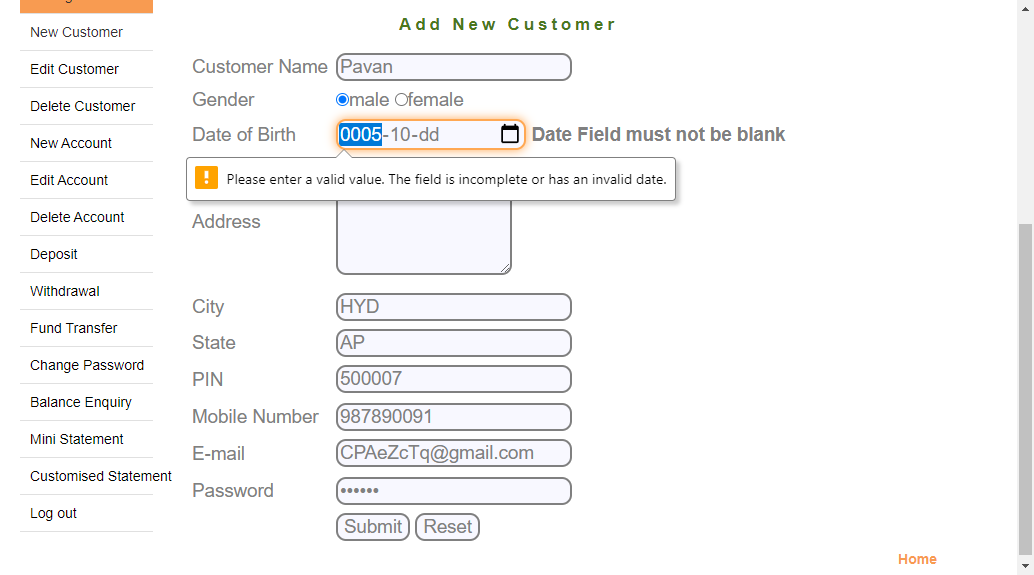 Add New Customer
New Customer
Edit Customer
Delete Customer
New Account
Edit Account
Delete Account
Deposit
Withdrawal
Fund Transfer
Change Password
Balance Enquiry
Mini Statement
Customised Statement
Log out
Customer Name Pavan
Gender male female
Date of Birth 0005-10-dd Date Field must not be blank
Please enter a valid value. The field is incomplete or has an invalid date.
Address
City HYD
State AP
PIN 500007
Mobile Number 987890091
E-mail CPAeZcTq@gmail.com
Password ••••••
Submit Reset
Home